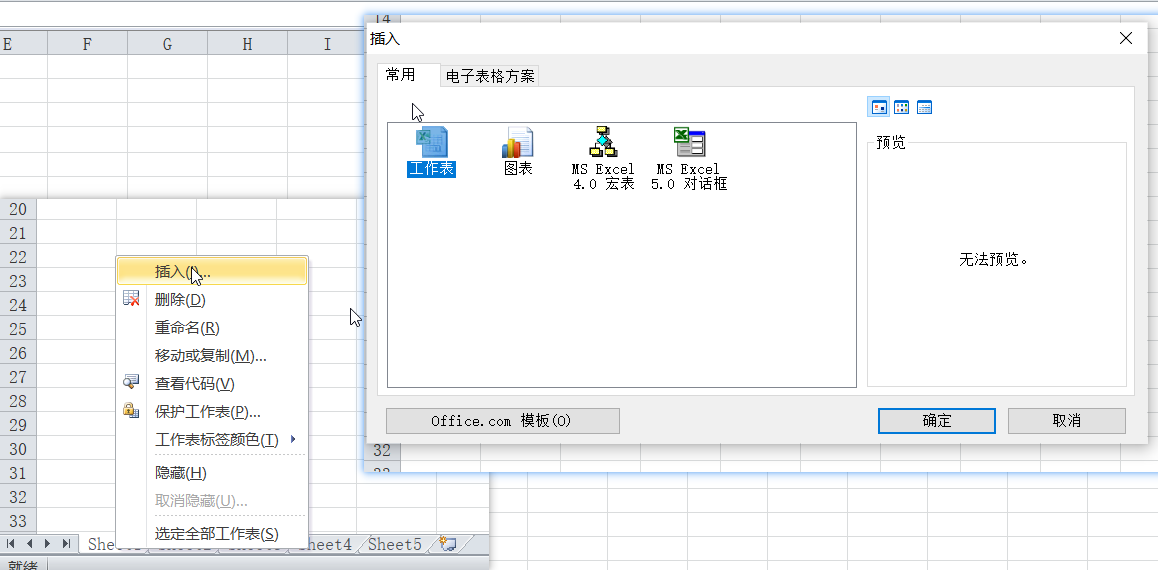 14
插入
E F G H I
常用 电子表格方案
预览
工作表 图表 MS Excel 4.0 宏表 MS Excel 5.0 对话框
无法预览。
20
21
22
23
24
25
26
27
28
29
30
31
32
33
插入
删除(D)
重命名(R)
移动或复制(M)...
查看代码(V)
保护工作表(P)...
工作表标签颜色(T)
隐藏(H)
取消隐藏(U)...
选定全部工作表(S)
Office.com 模板(O) 确定 取消
32
Sheet5
就绪